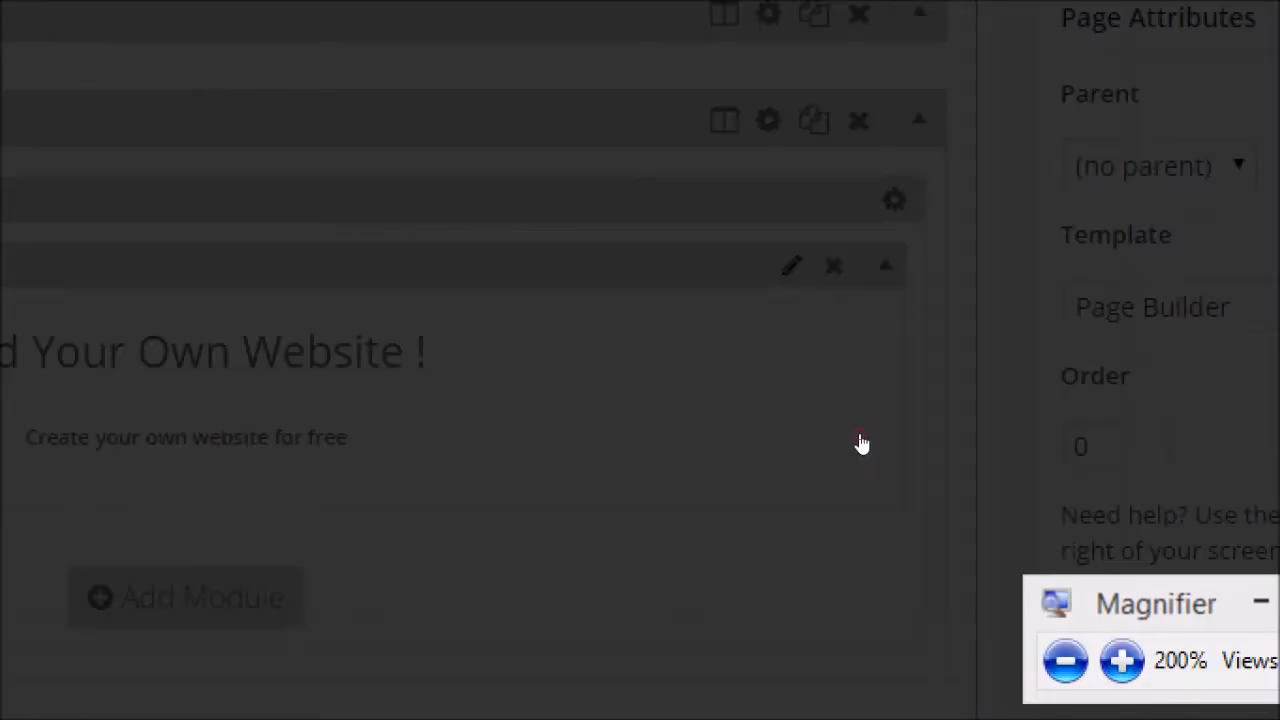 Page Attributes
Parent
(no parent)
Template
Page Builder
Your Own Website !
Order
Create your own website for free
0
Need help? Use the
right of your screen
Add Module
Magnifier
200% Views